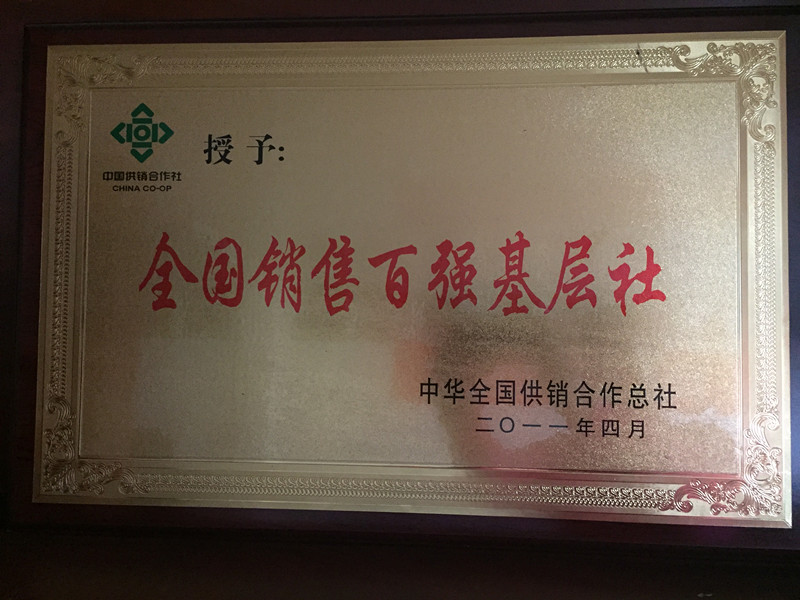 授予:
中国供销合作社
CHINA CO-OP
全国销售百强基层社
中华全国供销合作总社
二〇一一年四月